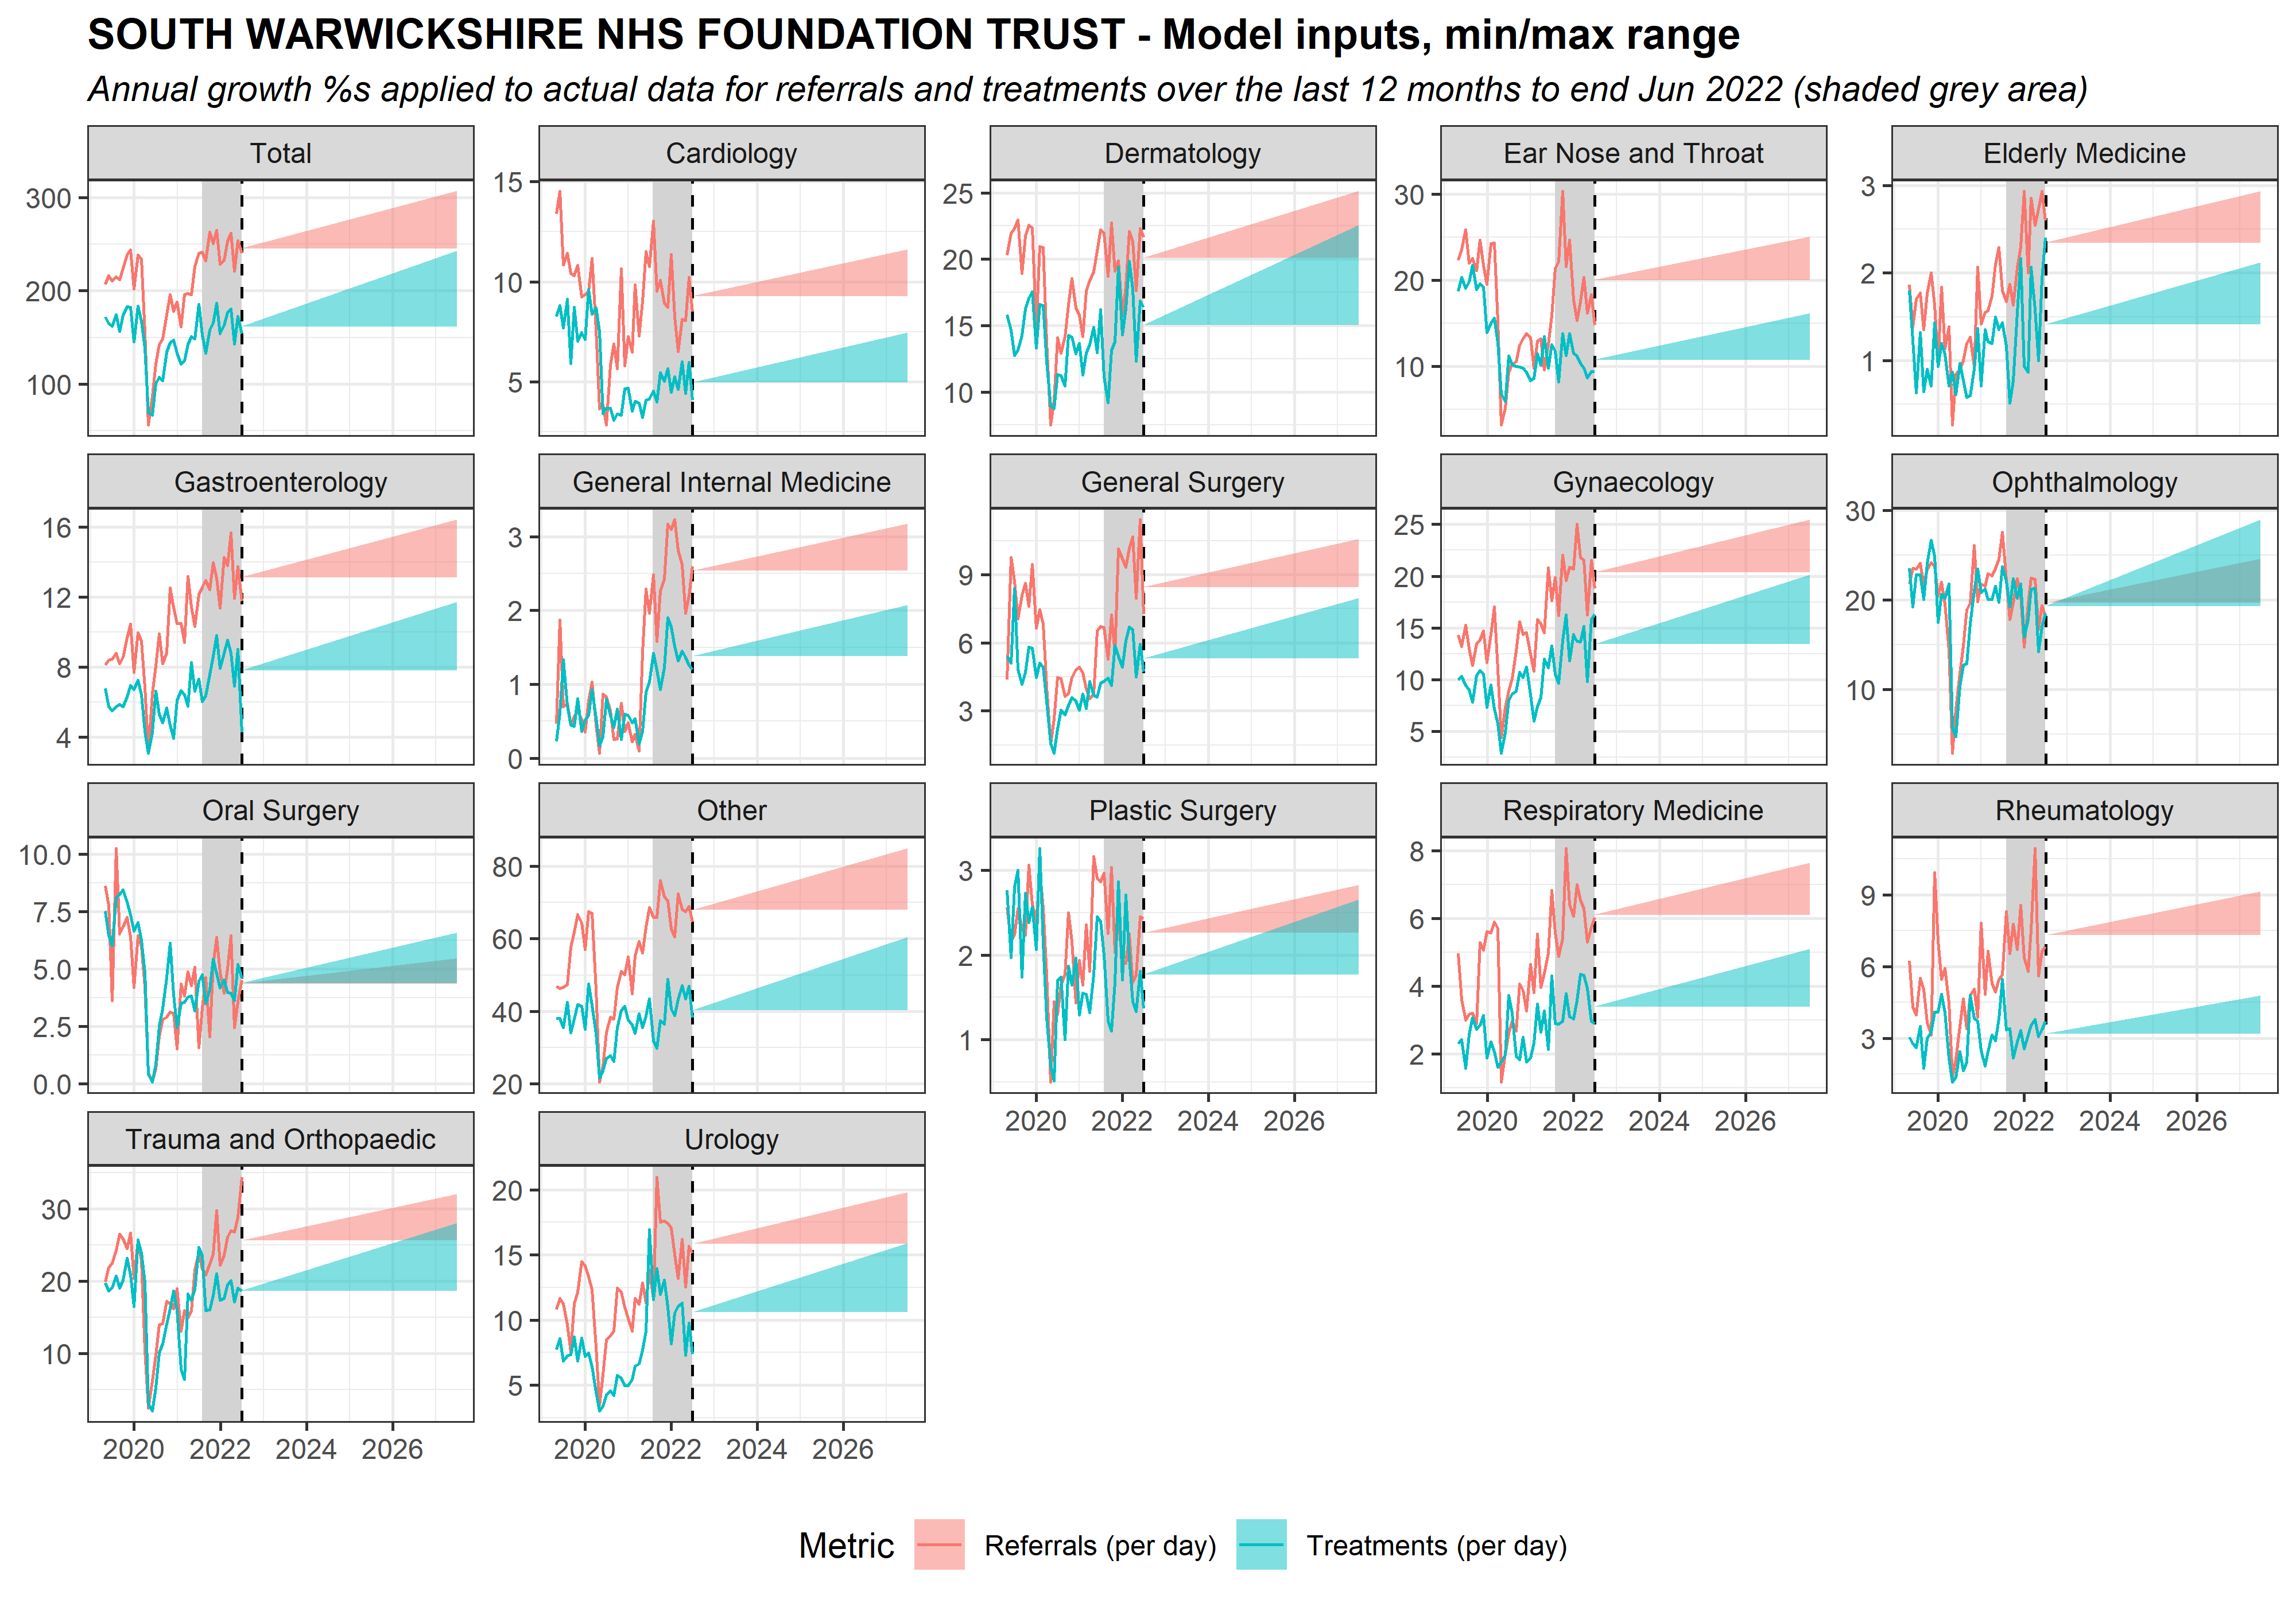 SOUTH WARWICKSHIRE NHS FOUNDATION TRUST - Model inputs, min/max range
Annual growth %s applied to actual data for referrals and treatments over the last 12 months to end Jun 2022 (shaded grey area)
Total
300
200
100
Cardiology
15
10
5
Dermatology
25
20
15
10
Ear Nose and Throat
30
20
10
Elderly Medicine
3
2
1
Gastroenterology
16
12
8
4
General Internal Medicine
3
2
1
0
General Surgery
9
6
3
Gynaecology
25
20
15
10
5
Ophthalmology
30
20
10
Oral Surgery
10.0
7.5
5.0
2.5
0.0
Other
80
60
40
20
Plastic Surgery
3
2
1
2020 2022 2024 2026
Respiratory Medicine
8
6
4
2
2020 2022 2024 2026
Rheumatology
9
6
3
2020 2022 2024 2026
Trauma and Orthopaedic
30
20
10
2020 2022 2024 2026
Urology
20
15
10
5
2020 2022 2024 2026
Metric Referrals (per day) Treatments (per day)